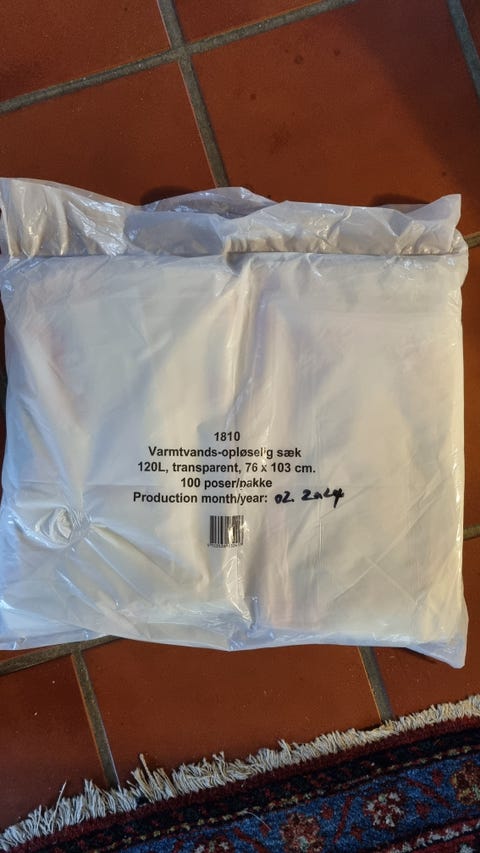 1810
Varmtvands-opløselig sæk
120L, transparent, 76 x 103 cm.
100 poser/pakke
Production month/year: 02. 2024